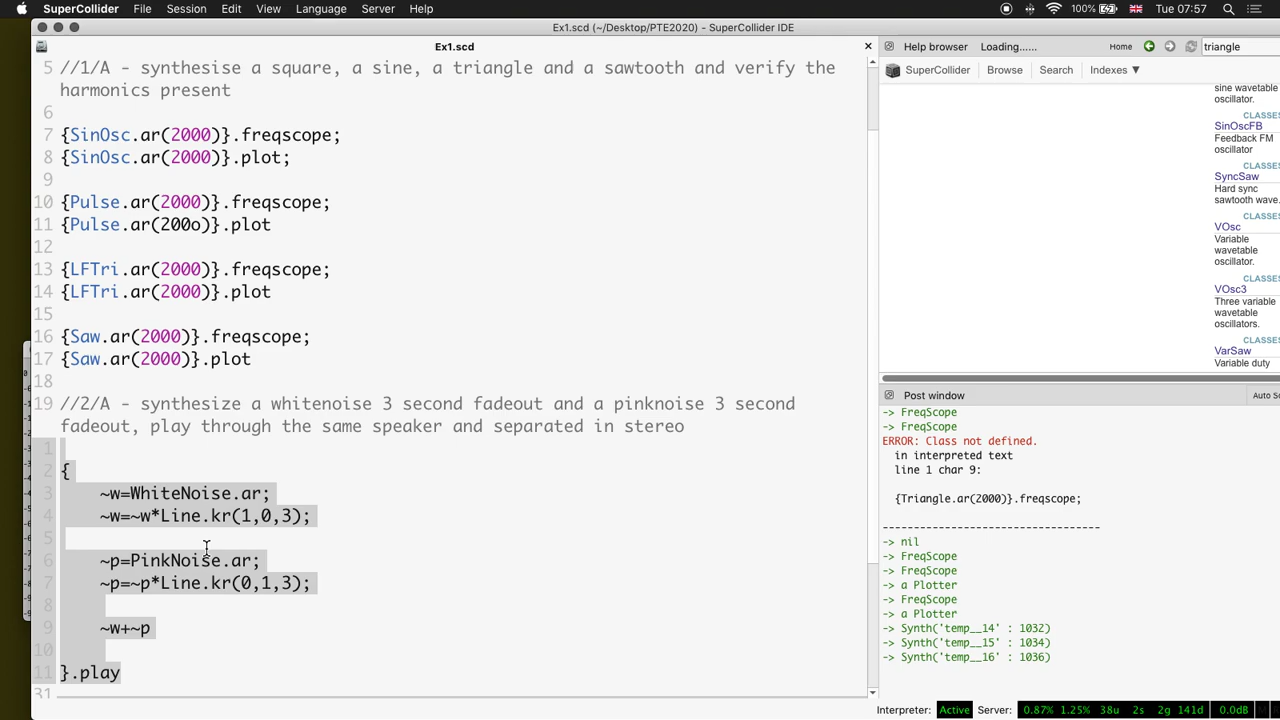 SuperCollider File Session Edit View Language Server Help 100% Tue 07:57
Ex1.scd (~/Desktop/PTE2020) - SuperCollider IDE
Ex1.scd
Help browser Loading...... Home triangle
SuperCollider Browse Search Indexes ▼
5 //1/A - synthesise a square, a sine, a triangle and a sawtooth and verify the
harmonics present
6
7 {SinOsc.ar(2000)}.freqscope;
8 {SinOsc.ar(2000)}.plot;
9
10 {Pulse.ar(2000)}.freqscope;
11 {Pulse.ar(200o)}.plot
12
13 {LFTri.ar(2000)}.freqscope;
14 {LFTri.ar(2000)}.plot
15
16 {Saw.ar(2000)}.freqscope;
17 {Saw.ar(2000)}.plot
18
19 //2/A - synthesize a whitenoise 3 second fadeout and a pinknoise 3 second
fadeout, play through the same speaker and separated in stereo
1
2 {
3 ~w=WhiteNoise.ar;
4 ~w=~w*Line.kr(1,0,3);
5
6 ~p=PinkNoise.ar;
7 ~p=~p*Line.kr(0,1,3);
8
9 ~w+~p
10
11 }.play
31
sine wavetable
oscillator.
CLASSES
SinOscFB
Feedback FM
oscillator
CLASSES
SyncSaw
Hard sync
sawtooth wave.
CLASSES
VOsc
Variable
wavetable
oscillator.
CLASSES
VOsc3
Three variable
wavetable
oscillators.
CLASSES
VarSaw
Variable duty
Post window Auto Sc
-> FreqScope
-> FreqScope
ERROR: Class not defined.
in interpreted text
line 1 char 9:
{Triangle.ar(2000)}.freqscope;
-----------------------------------
-> nil
-> FreqScope
-> FreqScope
-> a Plotter
-> FreqScope
-> a Plotter
-> Synth('temp__14' : 1032)
-> Synth('temp__15' : 1034)
-> Synth('temp__16' : 1036)
Interpreter: Active Server: 0.87% 1.25% 38u 2s 2g 141d 0.0dB